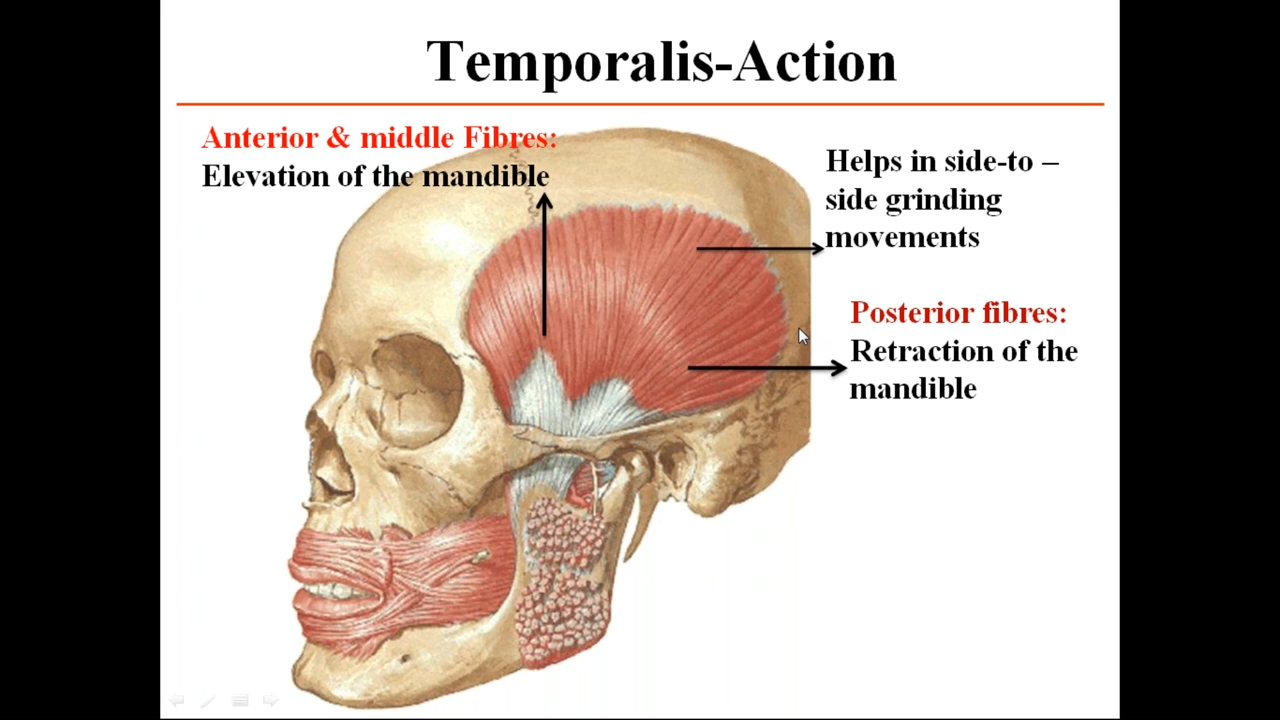 Temporalis-Action
Anterior & middle Fibres:
Elevation of the mandible
Helps in side-to –
side grinding
movements
Posterior fibres:
Retraction of the
mandible